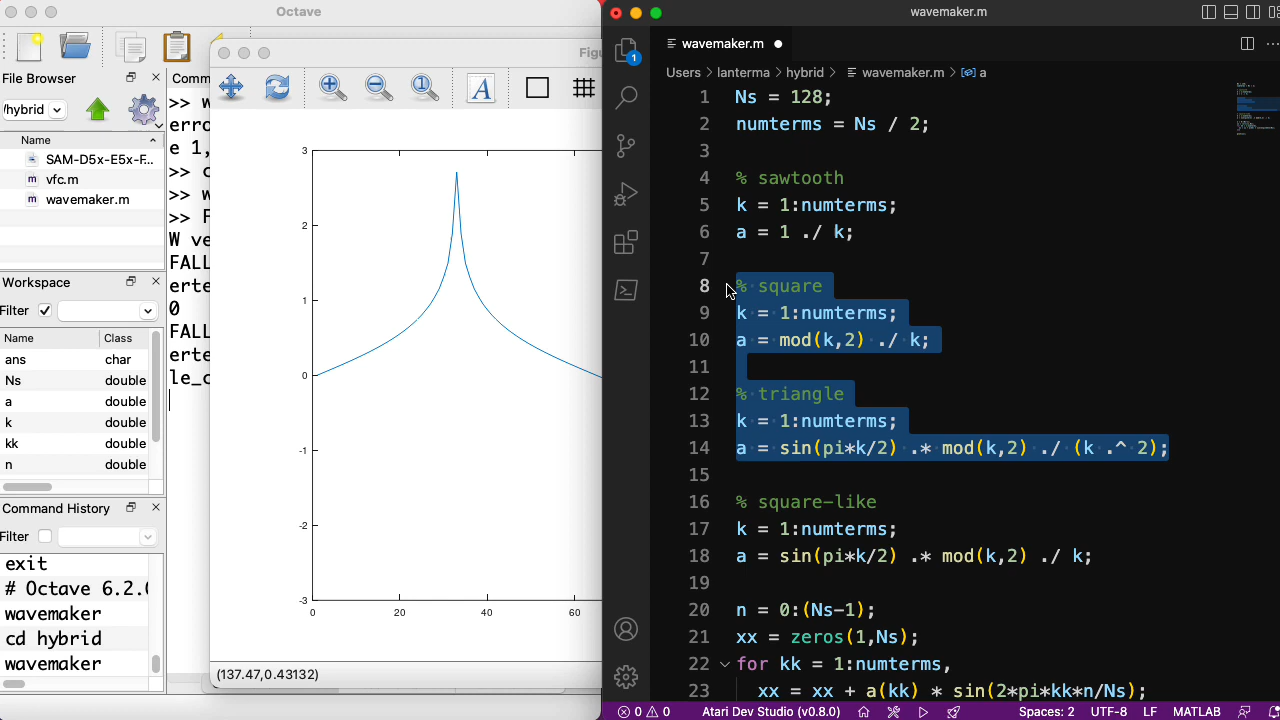 Octave
File Browser
/hybrid
Name
SAM-D5x-E5x-F...
vfc.m
wavemaker.m
Workspace
Filter
Name
Class
ans
char
Ns
double
a
double
k
double
kk
double
n
double
Command History
Filter
exit
# Octave 6.2.0
wavemaker
cd hybrid
wavemaker
Comm
>> w
erro
e 1,
>> c
>> w
>> F
W ve
FALL
erte
0
FALL
erte
le_c
Figu
3
2
1
0
-1
-2
-3
0
20
40
60
(137.47,0.43132)
wavemaker.m
1
wavemaker.m
Users > lanterma > hybrid > wavemaker.m > a
1 Ns = 128;
2 numterms = Ns / 2;
3
4 % sawtooth
5 k = 1:numterms;
6 a = 1 ./ k;
7
8 % square
9 k = 1:numterms;
10 a = mod(k,2) ./ k;
11
12 % triangle
13 k = 1:numterms;
14 a = sin(pi*k/2) .* mod(k,2) ./ (k .^ 2);
15
16 % square-like
17 k = 1:numterms;
18 a = sin(pi*k/2) .* mod(k,2) ./ k;
19
20 n = 0:(Ns-1);
21 xx = zeros(1,Ns);
22 for kk = 1:numterms,
23 xx = xx + a(kk) * sin(2*pi*kk*n/Ns);
0 0 Atari Dev Studio (v0.8.0) Spaces: 2 UTF-8 LF MATLAB